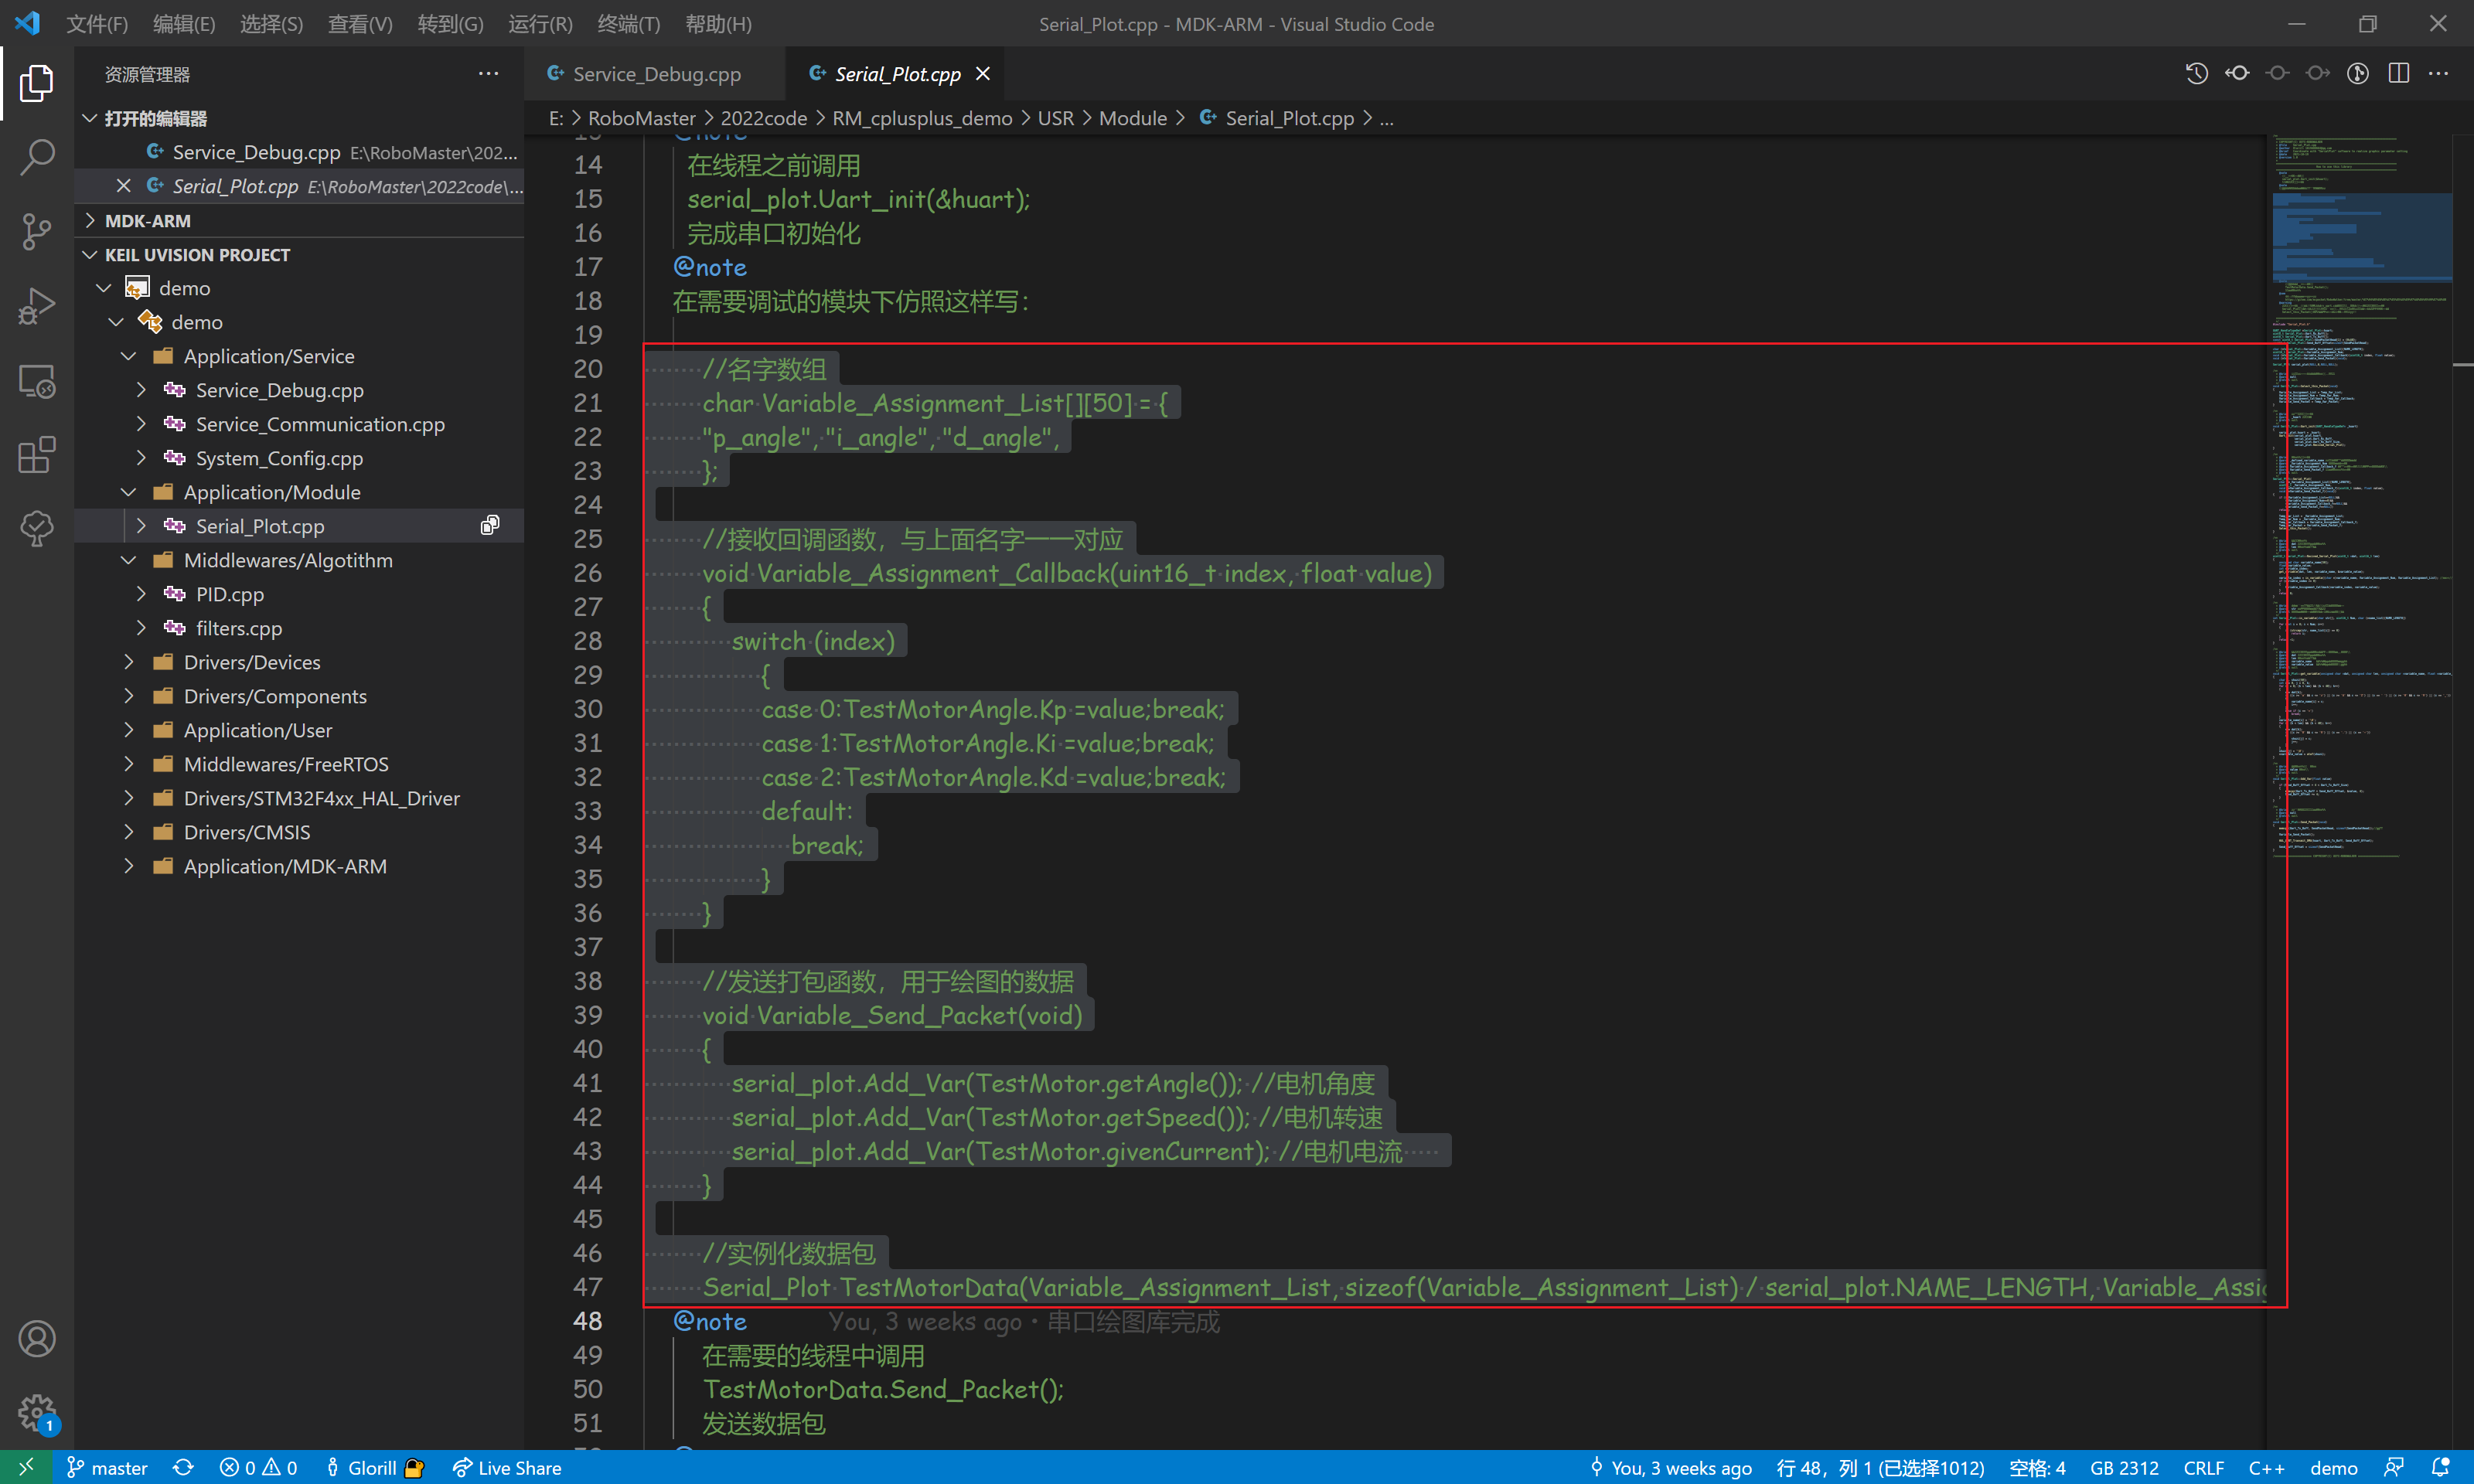 文件(F) 编辑(E) 选择(S) 查看(V) 转到(G) 运行(R) 终端(T) 帮助(H) Serial_Plot.cpp - MDK-ARM - Visual Studio Code
资源管理器
Service_Debug.cpp Serial_Plot.cpp
打开的编辑器
Service_Debug.cpp E:\RoboMaster\202...
Serial_Plot.cpp E:\RoboMaster\2022code\...
MDK-ARM
KEIL UVISION PROJECT
demo
demo
Application/Service
Service_Debug.cpp
Service_Communication.cpp
System_Config.cpp
Application/Module
Serial_Plot.cpp
Middlewares/Algotithm
PID.cpp
filters.cpp
Drivers/Devices
Drivers/Components
Application/User
Middlewares/FreeRTOS
Drivers/STM32F4xx_HAL_Driver
Drivers/CMSIS
Application/MDK-ARM
E: > RoboMaster > 2022code > RM_cplusplus_demo > USR > Module > Serial_Plot.cpp > ...
14 在线程之前调用
15 serial_plot.Uart_init(&huart);
16 完成串口初始化
17 @note
18 在需要调试的模块下仿照这样写:
19
20 //名字数组
21 char Variable_Assignment_List[][50] = {
22 "p_angle", "i_angle", "d_angle",
23 };
24
25 //接收回调函数，与上面名字一一对应
26 void Variable_Assignment_Callback(uint16_t index, float value)
27 {
28 switch (index)
29 {
30 case 0:TestMotorAngle.Kp =value;break;
31 case 1:TestMotorAngle.Ki =value;break;
32 case 2:TestMotorAngle.Kd =value;break;
33 default:
34 break;
35 }
36 }
37
38 //发送打包函数，用于绘图的数据
39 void Variable_Send_Packet(void)
40 {
41 serial_plot.Add_Var(TestMotor.getAngle()); //电机角度
42 serial_plot.Add_Var(TestMotor.getSpeed()); //电机转速
43 serial_plot.Add_Var(TestMotor.givenCurrent); //电机电流
44 }
45
46 //实例化数据包
47 Serial_Plot TestMotorData(Variable_Assignment_List, sizeof(Variable_Assignment_List) / serial_plot.NAME_LENGTH, Variable_Assig
48 @note You, 3 weeks ago • 串口绘图库完成
49 在需要的线程中调用
50 TestMotorData.Send_Packet();
51 发送数据包
1
master 0 0 Glorill Live Share You, 3 weeks ago 行 48，列 1 (已选择1012) 空格: 4 GB 2312 CRLF C++ demo